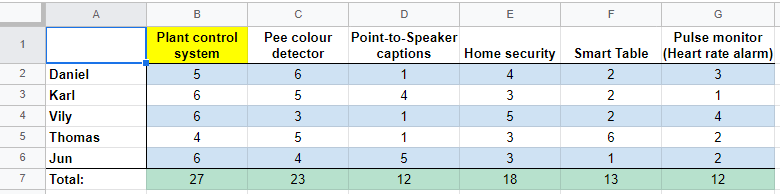 A B C D E F G
1 Plant control system Pee colour detector Point-to-Speaker captions Home security Smart Table Pulse monitor (Heart rate alarm)
2 Daniel 5 6 1 4 2 3
3 Karl 6 5 4 3 2 1
4 Vily 6 3 1 5 2 4
5 Thomas 4 5 1 3 6 2
6 Jun 6 4 5 3 1 2
7 Total: 27 23 12 18 13 12